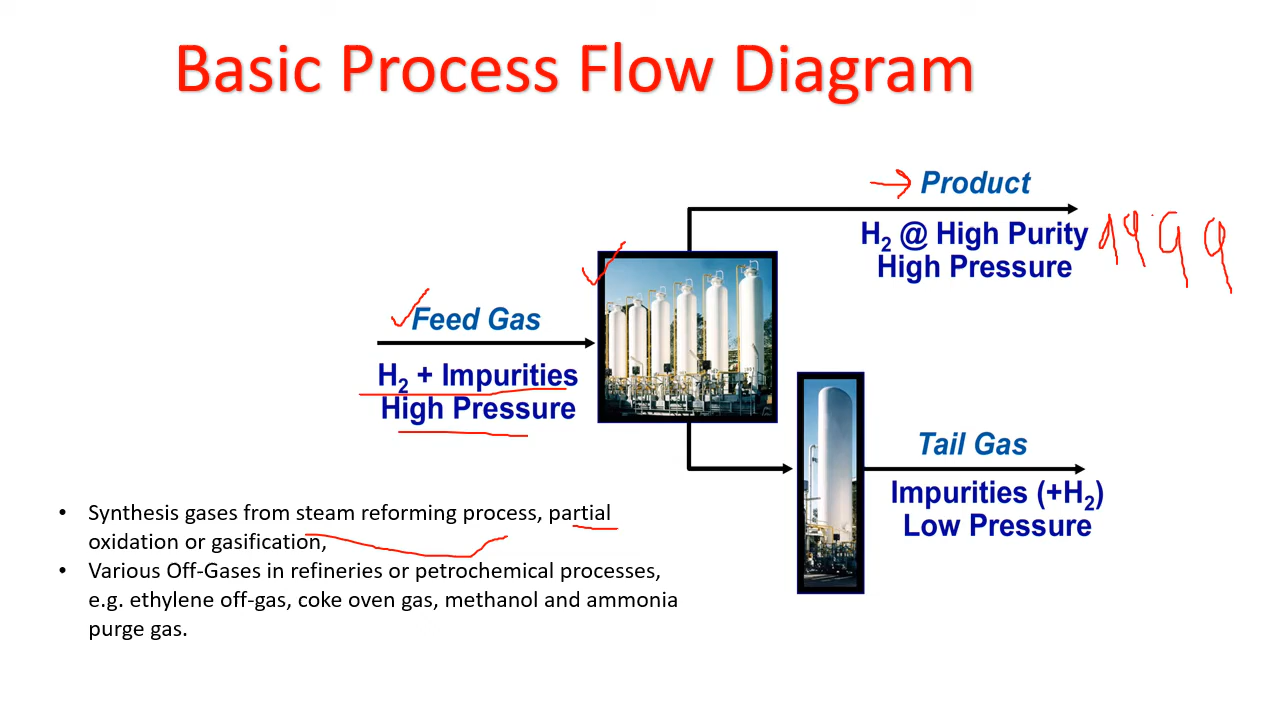 Basic Process Flow Diagram
Product
H₂ @ High Purity
High Pressure
Feed Gas
H₂ + Impurities
High Pressure
Tail Gas
Impurities (+H₂)
Low Pressure
• Synthesis gases from steam reforming process, partial
oxidation or gasification,
• Various Off-Gases in refineries or petrochemical processes,
e.g. ethylene off-gas, coke oven gas, methanol and ammonia
purge gas.